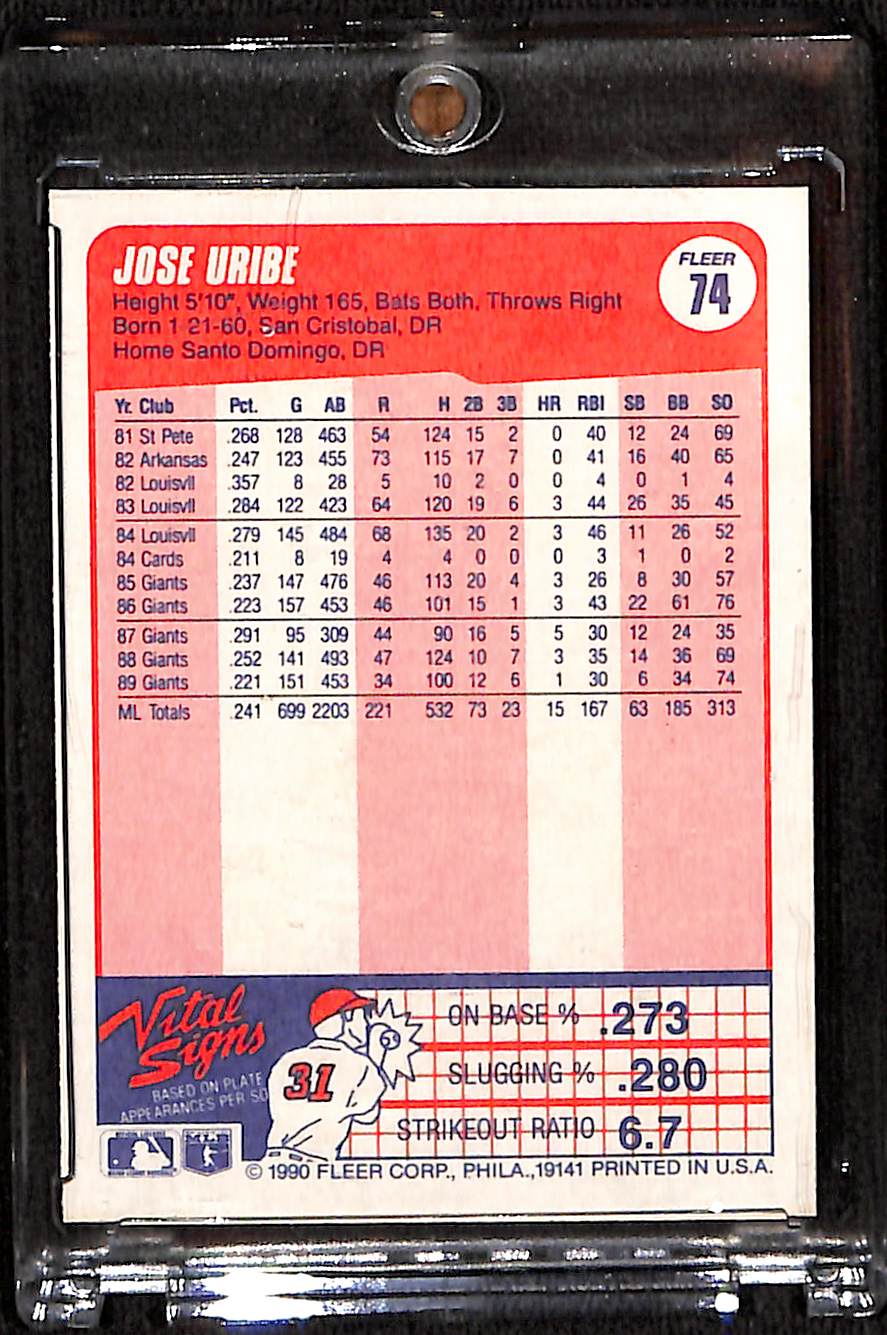 JOSE URIBE
FLEER
74
Height 5'10", Weight 165, Bats Both, Throws Right
Born 1 21-60, San Cristobal, DR
Home Santo Domingo, DR
Yr. Club Pct. G AB R H 2B 3B HR RBI SB BB SO
81 St Pete .268 128 463 54 124 15 2 0 40 12 24 69
82 Arkansas .247 123 455 73 115 17 7 0 41 16 40 65
82 Louisvll .357 8 28 5 10 2 0 0 4 0 1 4
83 Louisvll .284 122 423 64 120 19 6 3 44 26 35 45
84 Louisvll .279 145 484 68 135 20 2 3 46 11 26 52
84 Cards .211 8 19 4 4 0 0 0 3 1 0 2
85 Giants .237 147 476 46 113 20 4 3 26 8 30 57
86 Giants .223 157 453 46 101 15 1 3 43 22 61 76
87 Giants .291 95 309 44 90 16 5 5 30 12 24 35
88 Giants .252 141 493 47 124 10 7 3 35 14 36 69
89 Giants .221 151 453 34 100 12 6 1 30 6 34 74
ML Totals .241 699 2203 221 532 73 23 15 167 63 185 313
Vital
Signs
BASED ON PLATE
APPEARANCES PER SO
31
ON BASE % .273
SLUGGING % .280
STRIKEOUT RATIO 6.7
© 1990 FLEER CORP., PHILA.,19141 PRINTED IN U.S.A.